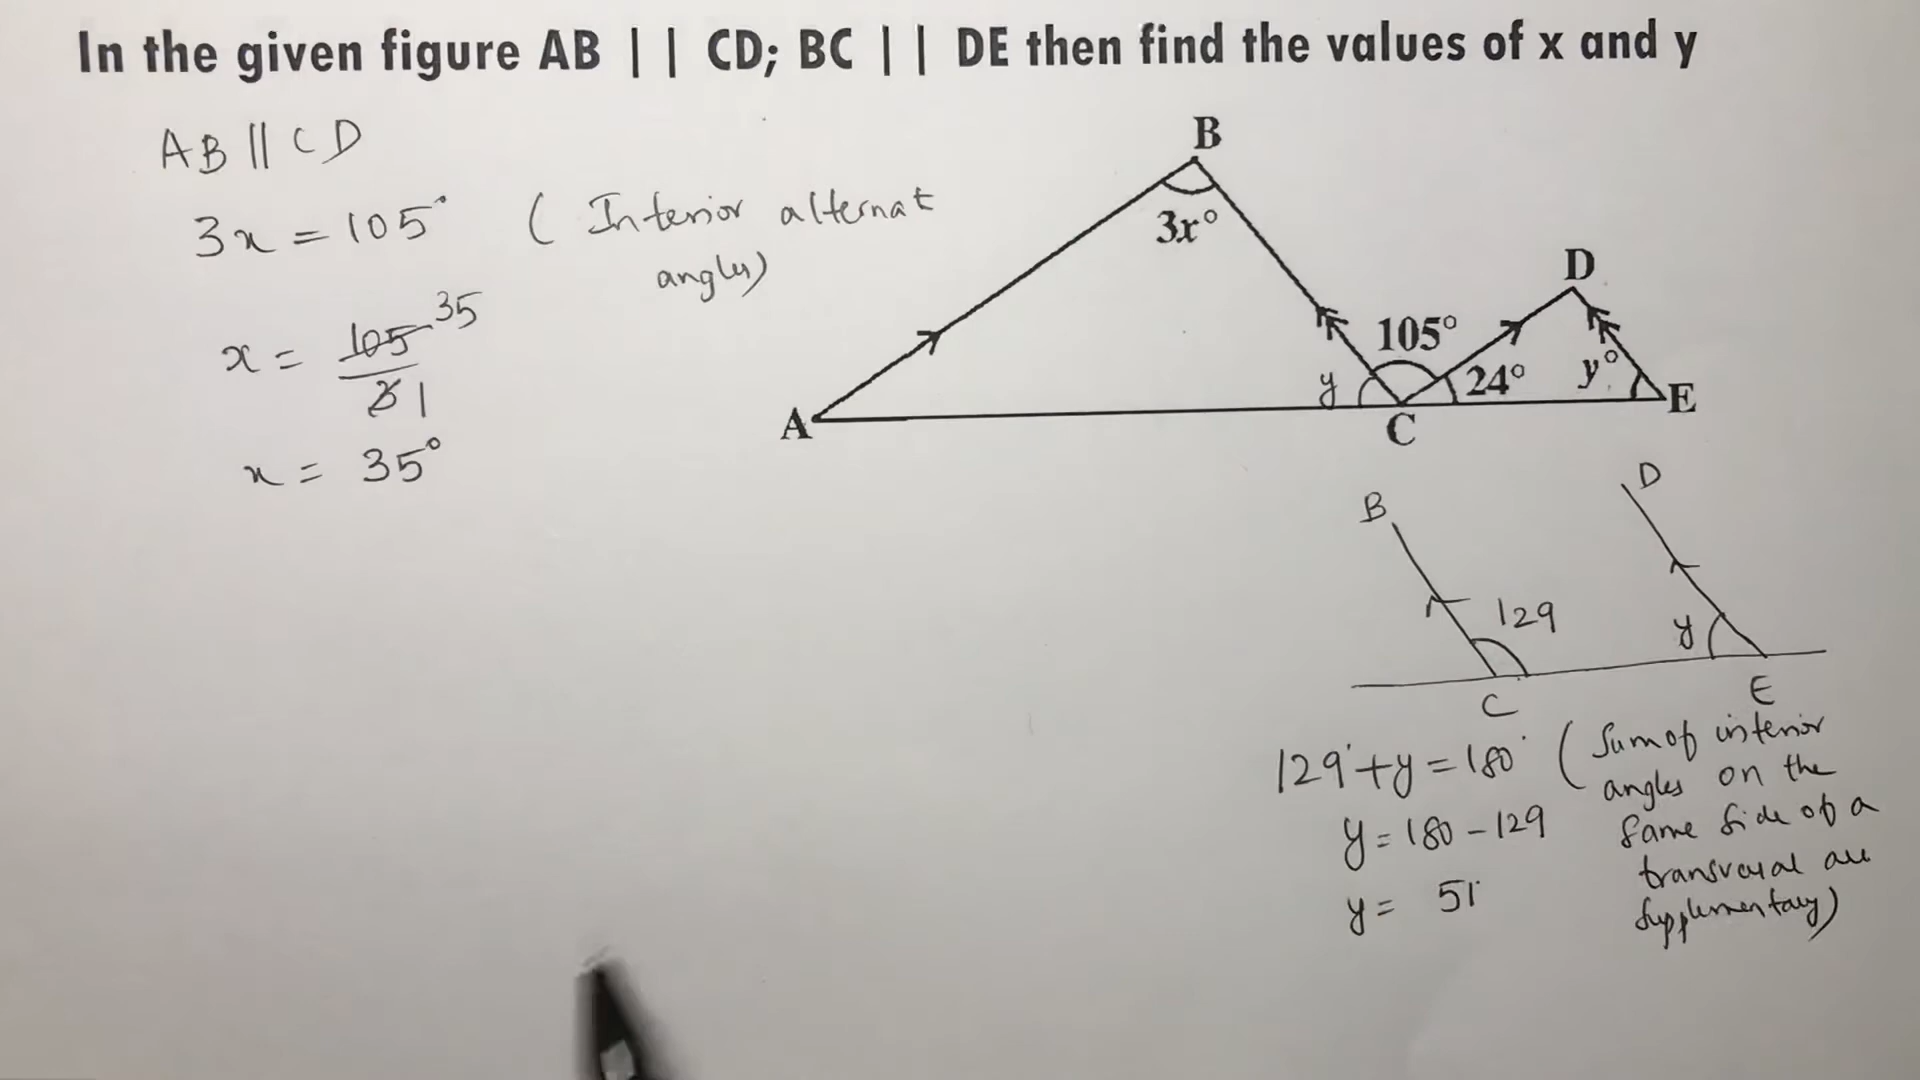 In the given figure AB || CD; BC || DE then find the values of x and y
AB || CD
3x = 105° ( Interior alternat
angles)
x = 105 35
3 1
x = 35°
B
3x°
D
105°
24°
y°
y
A
C
E
B
D
129
y
C
E
129° + y = 180° ( Sum of interior
angles on the
same side of a
transversal are
supplementary)
y = 180 - 129
y = 51°